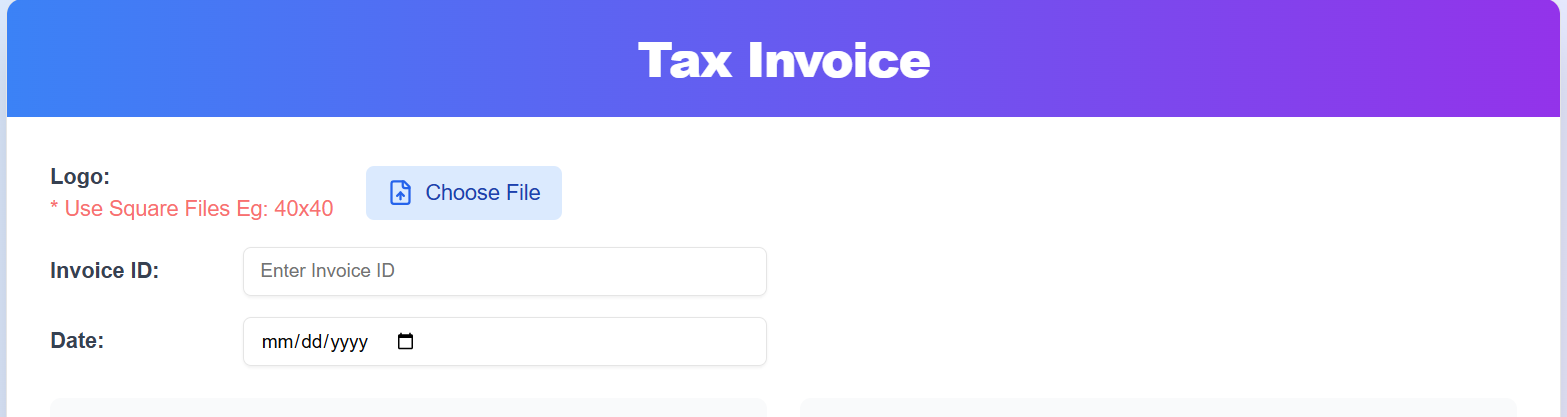 Tax Invoice
Logo:
* Use Square Files Eg: 40x40
Choose File
Invoice ID:
Enter Invoice ID
Date:
mm/dd/yyyy